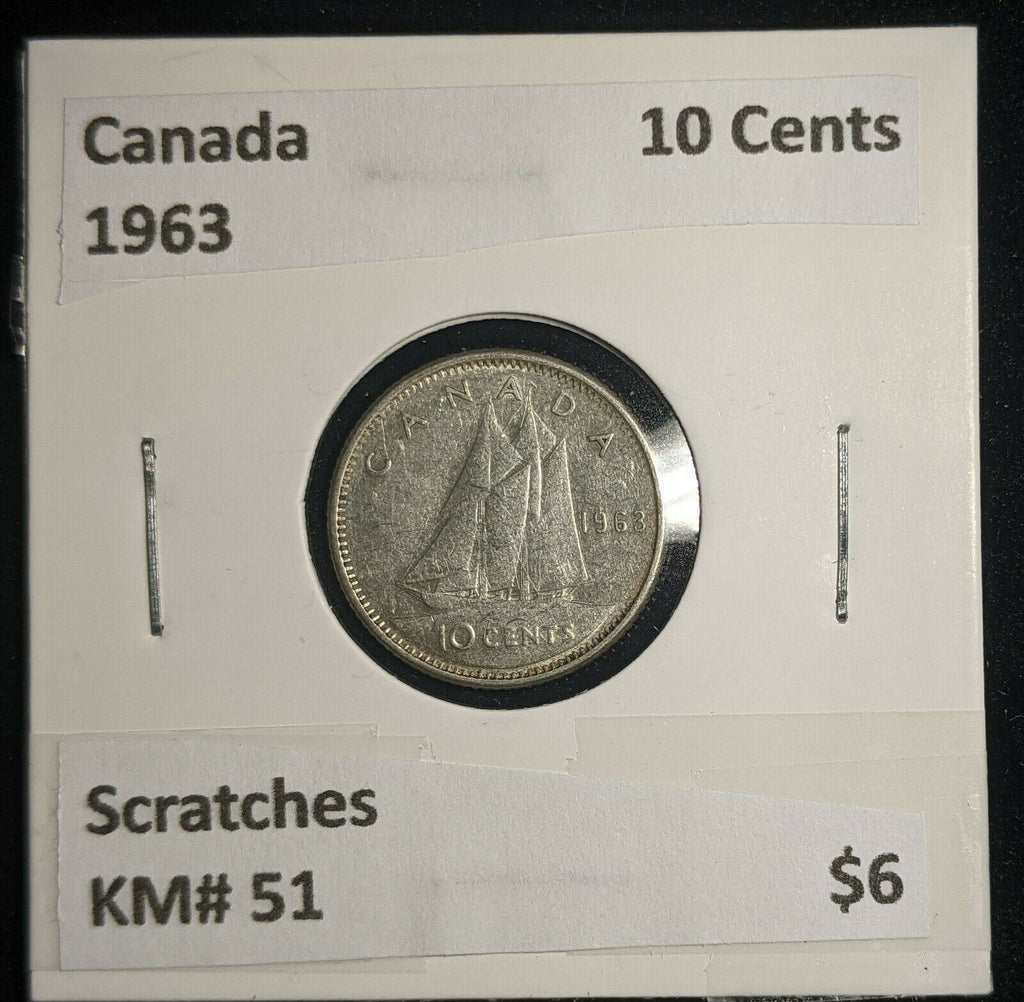 Canada 10 Cents
1963
CANADA
1963
10 CENTS
Scratches
KM# 51 $6